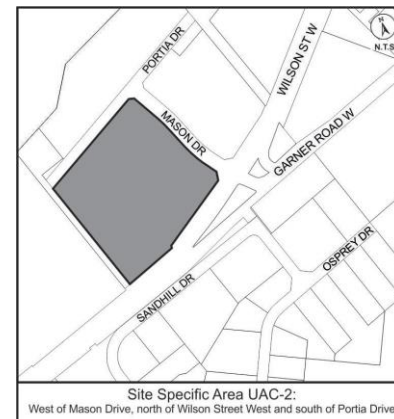 N
N.T.S
PORTIA DR
WILSON ST W
MASON DR
GARNER ROAD W
OSPREY DR
SANDHILL DR
Site Specific Area UAC-2:
West of Mason Drive, north of Wilson Street West and south of Portia Drive